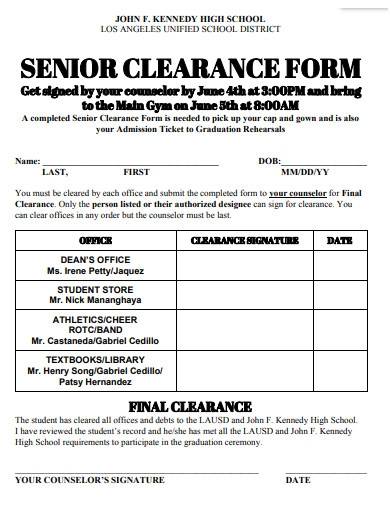 JOHN F. KENNEDY HIGH SCHOOL
LOS ANGELES UNIFIED SCHOOL DISTRICT
SENIOR CLEARANCE FORM
Get signed by your counselor by June 4th at 3:00PM and bring
to the Main Gym on June 5th at 8:00AM
A completed Senior Clearance Form is needed to pick up your cap and gown and is also
your Admission Ticket to Graduation Rehearsals
Name: DOB:
LAST, FIRST MM/DD/YY
You must be cleared by each office and submit the completed form to your counselor for Final
Clearance. Only the person listed or their authorized designee can sign for clearance. You
can clear offices in any order but the counselor must be last.
OFFICE CLEARANCE SIGNATURE DATE
DEAN'S OFFICE
Ms. Irene Petty/Jaquez
STUDENT STORE
Mr. Nick Mananghaya
ATHLETICS/CHEER
ROTC/BAND
Mr. Castaneda/Gabriel Cedillo
TEXTBOOKS/LIBRARY
Mr. Henry Song/Gabriel Cedillo/
Patsy Hernandez
FINAL CLEARANCE
The student has cleared all offices and debts to the LAUSD and John F. Kennedy High School.
I have reviewed the student's record and he/she has met all the LAUSD and John F. Kennedy
High School requirements to participate in the graduation ceremony.
YOUR COUNSELOR'S SIGNATURE DATE